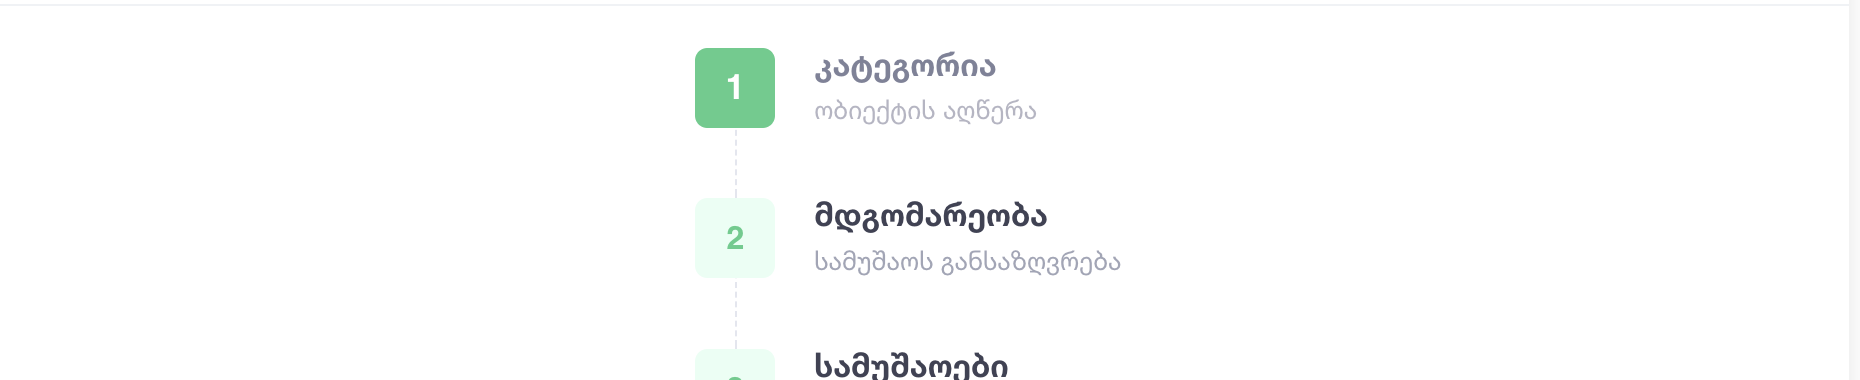 1
კატეგორია
ობიექტის აღწერა
2
მდგომარეობა
სამუშაოს განსაზღვრება
სამუშაოები